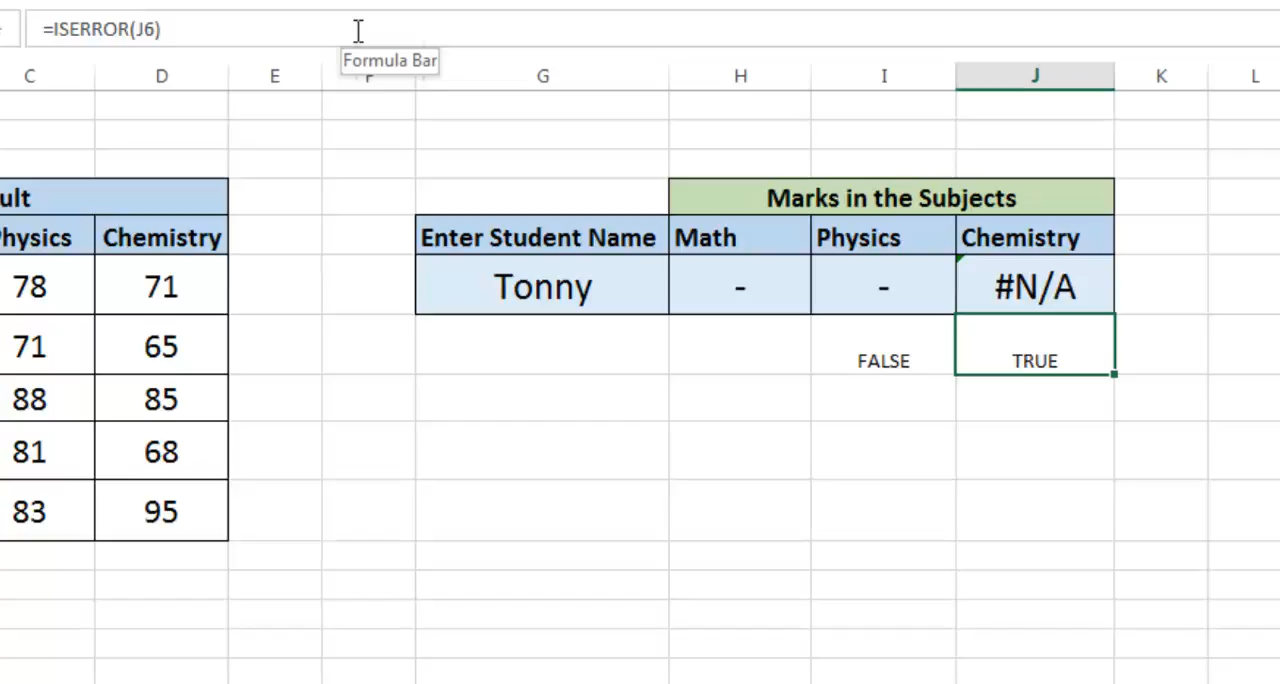 =ISERROR(J6)
Formula Bar
C D E F G H I J K L
ult Marks in the Subjects
Physics Chemistry Enter Student Name Math Physics Chemistry
78 71 Tonny - - #N/A
71 65 FALSE TRUE
88 85
81 68
83 95